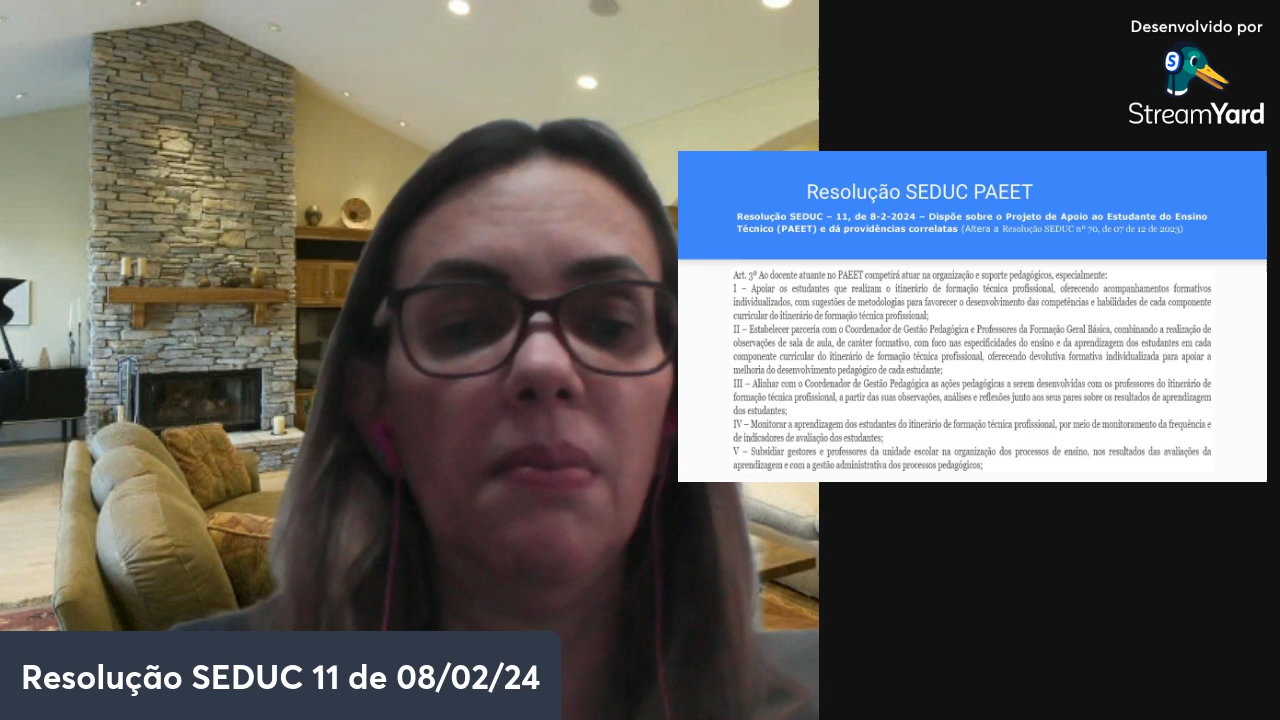 Desenvolvido por
StreamYard
Resolução SEDUC PAEET
Resolução SEDUC – 11, de 8-2-2024 – Dispõe sobre o Projeto de Apoio ao Estudante do Ensino
Técnico (PAEET) e dá providências correlatas (Altera a Resolução SEDUC nº 70, de 07 de 12 de 2023)
Art. 3º Ao docente atuante no PAEET competirá atuar na organização e suporte pedagógicos, especialmente:
I – Apoiar os estudantes que realizam o itinerário de formação técnica profissional, oferecendo acompanhamentos formativos
individualizados, com sugestões de metodologias para favorecer o desenvolvimento das competências e habilidades de cada componente
curricular do itinerário de formação técnica profissional;
II – Estabelecer parceria com o Coordenador de Gestão Pedagógica e Professores da Formação Geral Básica, combinando a realização de
observações de sala de aula, de caráter formativo, com foco nas especificidades do ensino e da aprendizagem dos estudantes em cada
componente curricular do itinerário de formação técnica profissional, oferecendo devolutiva formativa individualizada para apoiar a
melhoria do desenvolvimento pedagógico de cada estudante;
III – Alinhar com o Coordenador de Gestão Pedagógica as ações pedagógicas a serem desenvolvidas com os professores do itinerário de
formação técnica profissional, a partir das suas observações, análises e reflexões junto aos seus pares sobre os resultados de aprendizagem
dos estudantes;
IV – Monitorar a aprendizagem dos estudantes do itinerário de formação técnica profissional, por meio de monitoramento da frequência e
de indicadores de avaliação dos estudantes;
V – Subsidiar gestores e professores da unidade escolar na organização dos processos de ensino, nos resultados das avaliações da
aprendizagem e com a gestão administrativa dos processos pedagógicos;
Resolução SEDUC 11 de 08/02/24